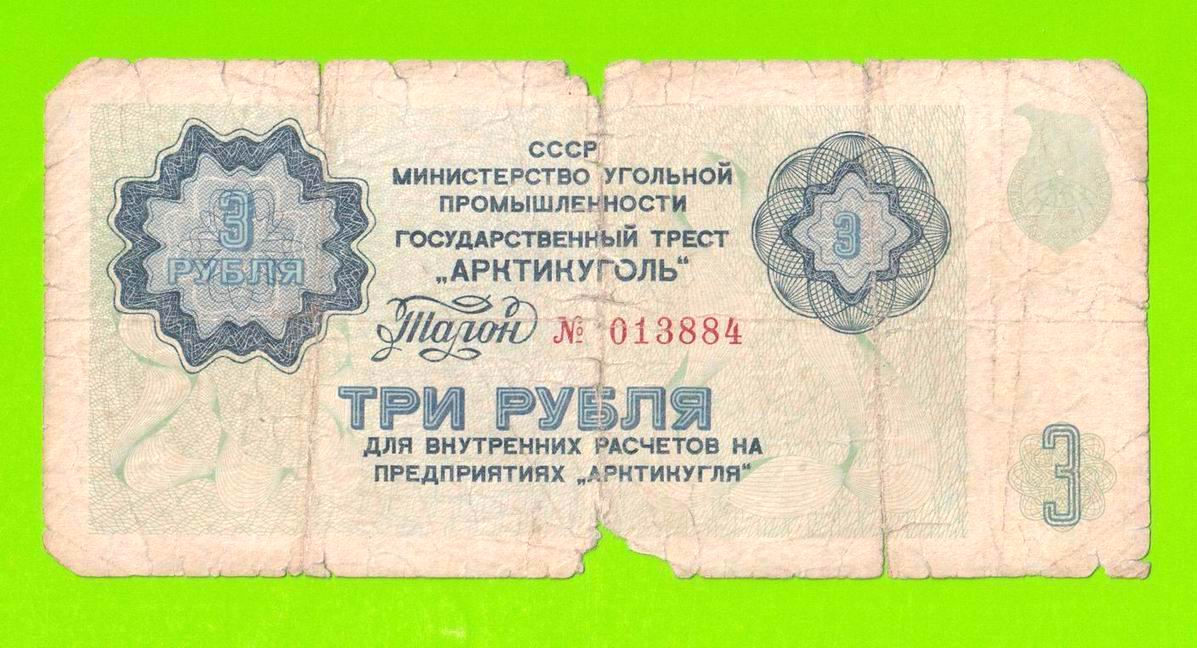 СССР
МИНИСТЕРСТВО УГОЛЬНОЙ
ПРОМЫШЛЕННОСТИ
ГОСУДАРСТВЕННЫЙ ТРЕСТ
„АРКТИКУГОЛЬ“
3
РУБЛЯ
3
Талон № 013884
ТРИ РУБЛЯ
ДЛЯ ВНУТРЕННИХ РАСЧЕТОВ НА
ПРЕДПРИЯТИЯХ „АРКТИКУГЛЯ“
3